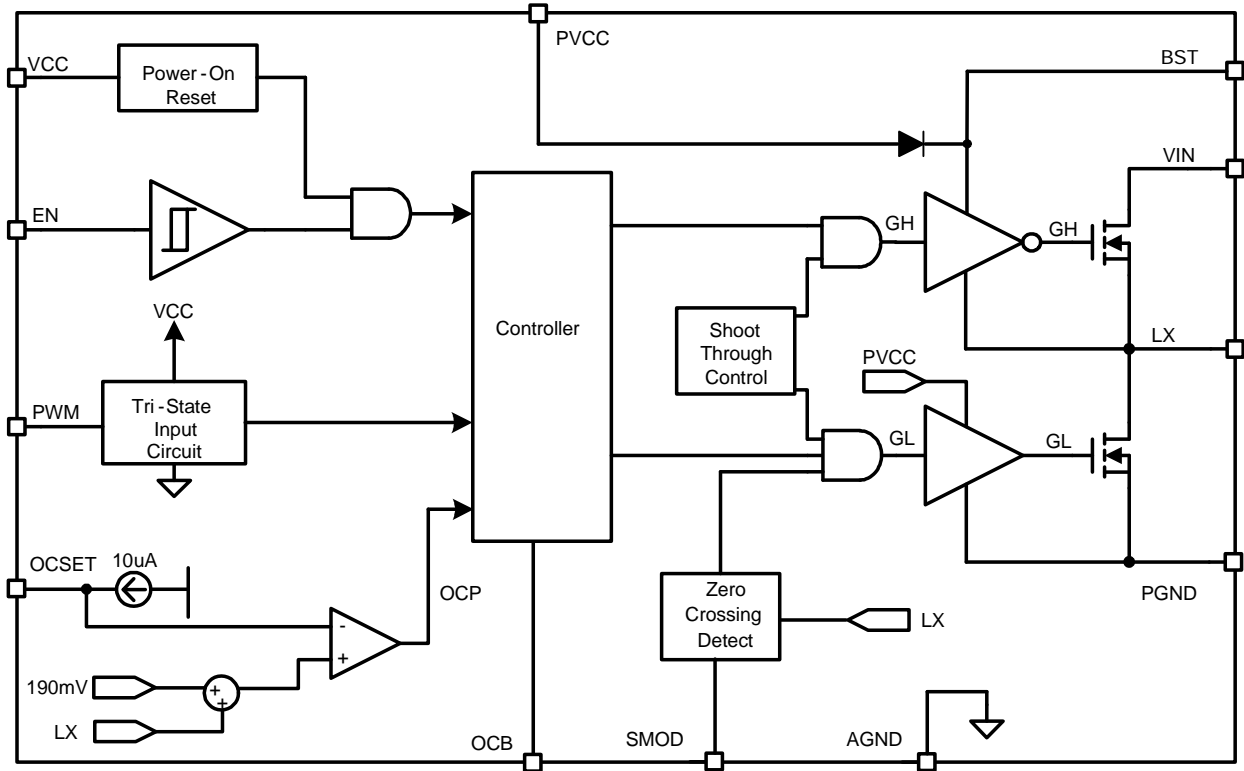 PVCC
VCC
Power-On
Reset
BST
VIN
EN
GH
GH
VCC
Controller
Shoot
Through
Control
LX
PVCC
PWM
Tri-State
Input
Circuit
GL
GL
OCSET
10uA
OCP
Zero
Crossing
Detect
LX
PGND
-
+
190mV
+
+
LX
OCB
SMOD
AGND